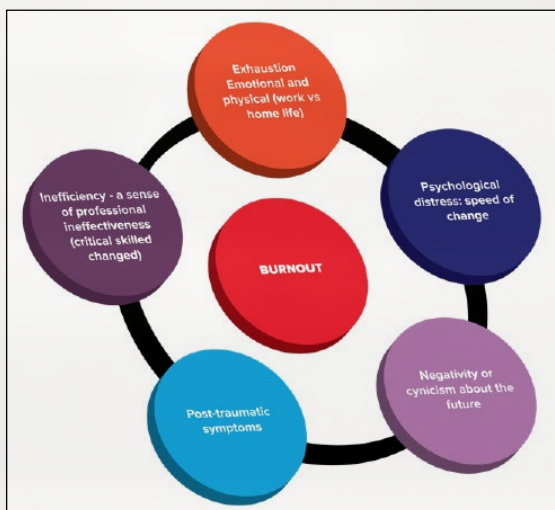 Exhaustion
Emotional and
physical (work vs
home life)
Psychological
distress: speed of
change
Negativity or
cynicism about the
future
Post-traumatic
symptoms
Inefficiency - a sense
of professional
ineffectiveness
(critical skilled
changed)
BURNOUT